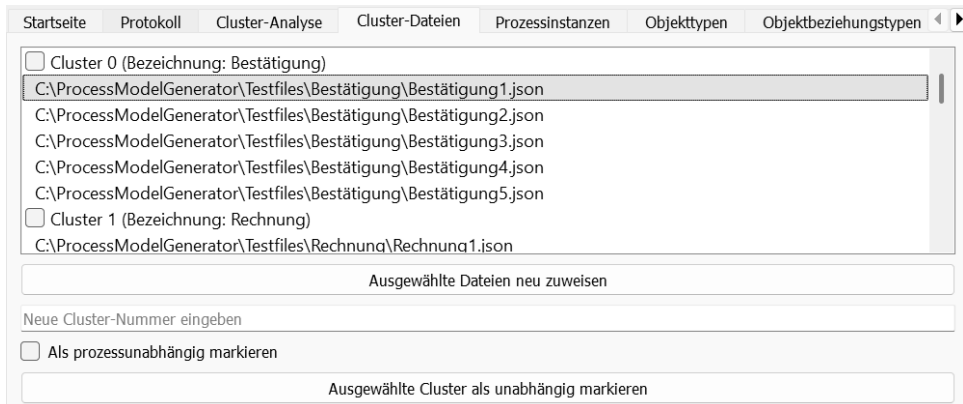 Startseite Protokoll Cluster-Analyse Cluster-Dateien Prozessinstanzen Objekttypen Objektbeziehungstypen
Cluster 0 (Bezeichnung: Bestätigung)
C:\ProcessModelGenerator\Testfiles\Bestätigung\Bestätigung1.json
C:\ProcessModelGenerator\Testfiles\Bestätigung\Bestätigung2.json
C:\ProcessModelGenerator\Testfiles\Bestätigung\Bestätigung3.json
C:\ProcessModelGenerator\Testfiles\Bestätigung\Bestätigung4.json
C:\ProcessModelGenerator\Testfiles\Bestätigung\Bestätigung5.json
Cluster 1 (Bezeichnung: Rechnung)
C:\ProcessModelGenerator\Testfiles\Rechnung\Rechnung1.json
Ausgewählte Dateien neu zuweisen
Neue Cluster-Nummer eingeben
Als prozessunabhängig markieren
Ausgewählte Cluster als unabhängig markieren